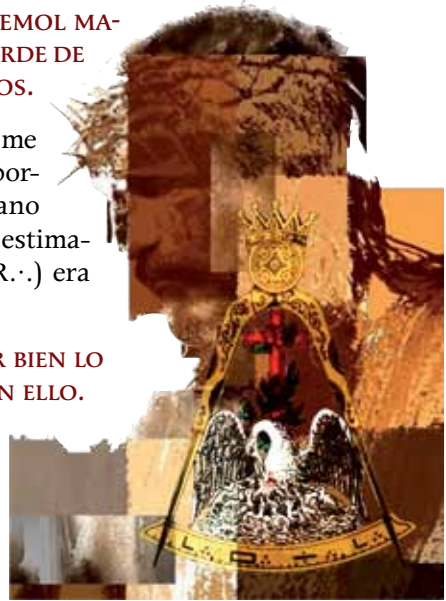 EMOL MA-
RDE DE
OS.
me
por-
ano
estima-
R.·.) era
R BIEN LO
N ELLO.